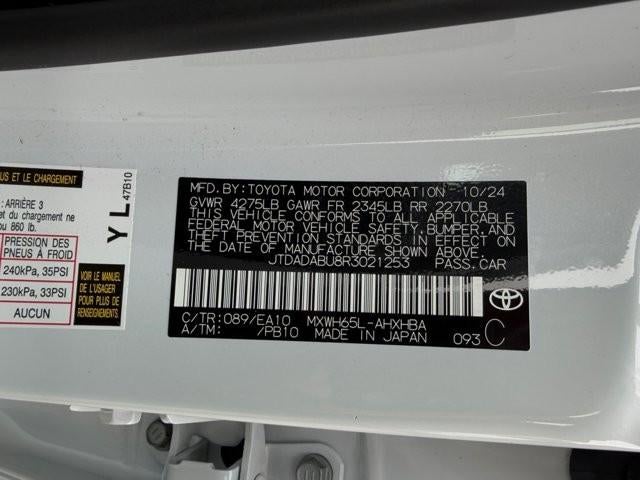 US ET LE CHARGEMENT
: ARRIÈRE 3
et du chargement ne
ou 860 lb.
PRESSION DES
PNEUS À FROID
240kPa, 35PSI
230kPa, 33PSI
AUCUN
VOIR LE MANUEL
DE L'USAGER
POUR PLUS DE
RENSEIGNEMENTS
YL
47B10
MFD. BY: TOYOTA MOTOR CORPORATION 10/24
GVWR 4275LB GAWR FR 2345LB RR 2270LB
THIS VEHICLE CONFORMS TO ALL APPLICABLE
FEDERAL MOTOR VEHICLE SAFETY, BUMPER, AND
THEFT PREVENTION STANDARDS IN EFFECT ON
THE DATE OF MANUFACTURE SHOWN ABOVE.
JTDADABU8R3021253 PASS.CAR
C/TR: 089/EA10 MXWH65L-AHXHBA
A/TM: /PB10 MADE IN JAPAN 093 C